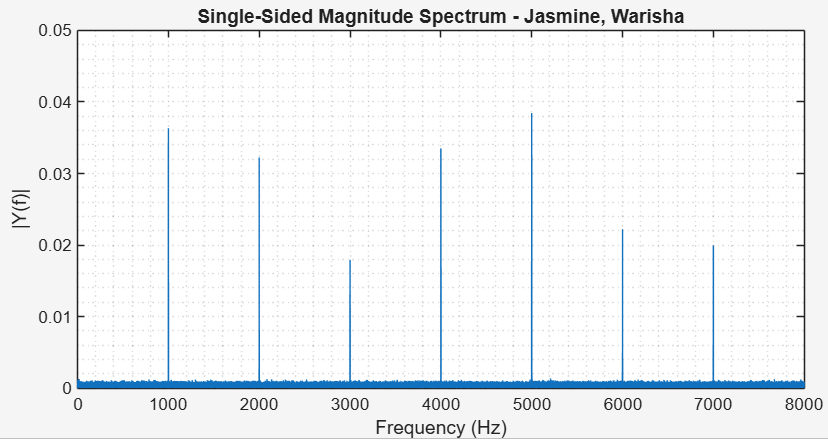 Single-Sided Magnitude Spectrum - Jasmine, Warisha
|Y(f)|
0.05
0.04
0.03
0.02
0.01
0
0 1000 2000 3000 4000 5000 6000 7000 8000
Frequency (Hz)